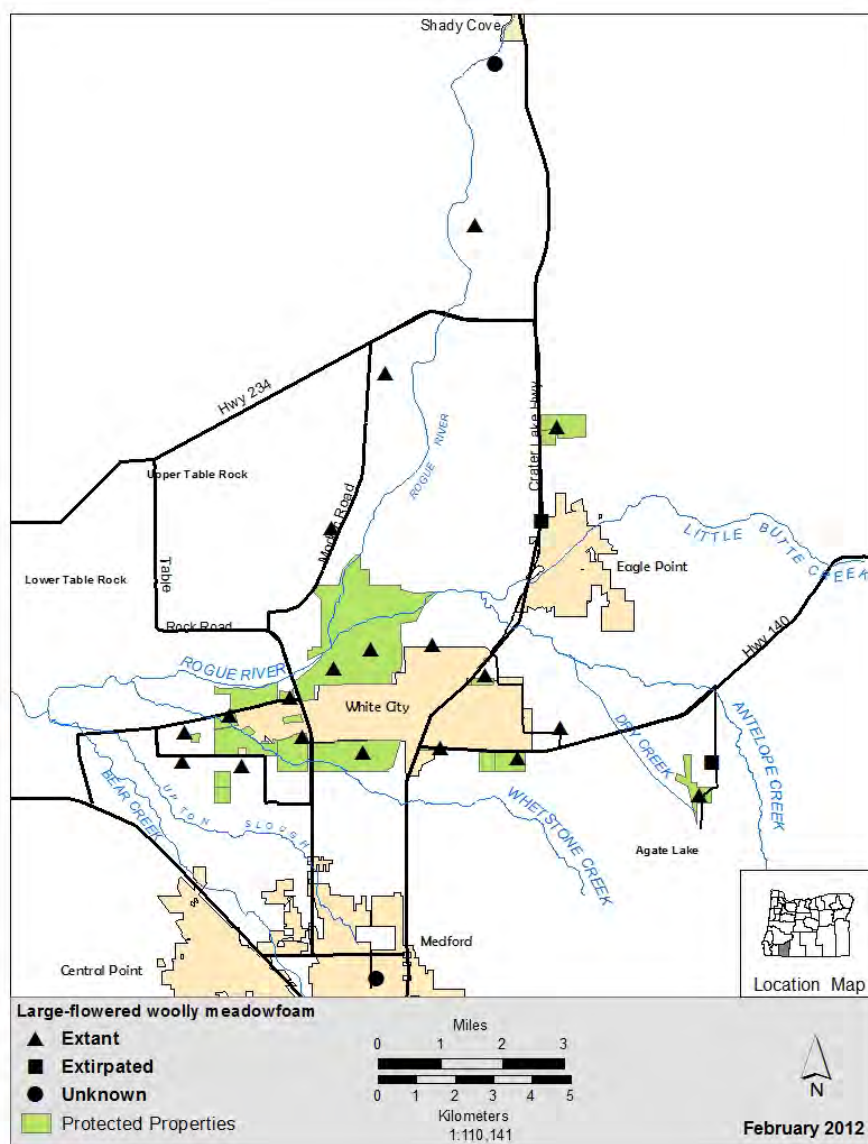 Shady Cove
Hwy 234
Crater Lake Hwy
ROGUE RIVER
Upper Table Rock
Modoc Road
LITTLE BUTTE CREEK
Eagle Point
Table
Lower Table Rock
Rock Road
Hwy 140
ROGUE RIVER
White City
DRY CREEK
ANTELOPE CREEK
BEAR CREEK
UPTON SLOUGH
WHETSTONE CREEK
Agate Lake
Medford
Central Point
Location Map
Large-flowered woolly meadowfoam
Extant
Extirpated
Unknown
Protected Properties
Miles
0 1 2 3
0 1 2 3 4 5
Kilometers
1:110,141
N
February 2012